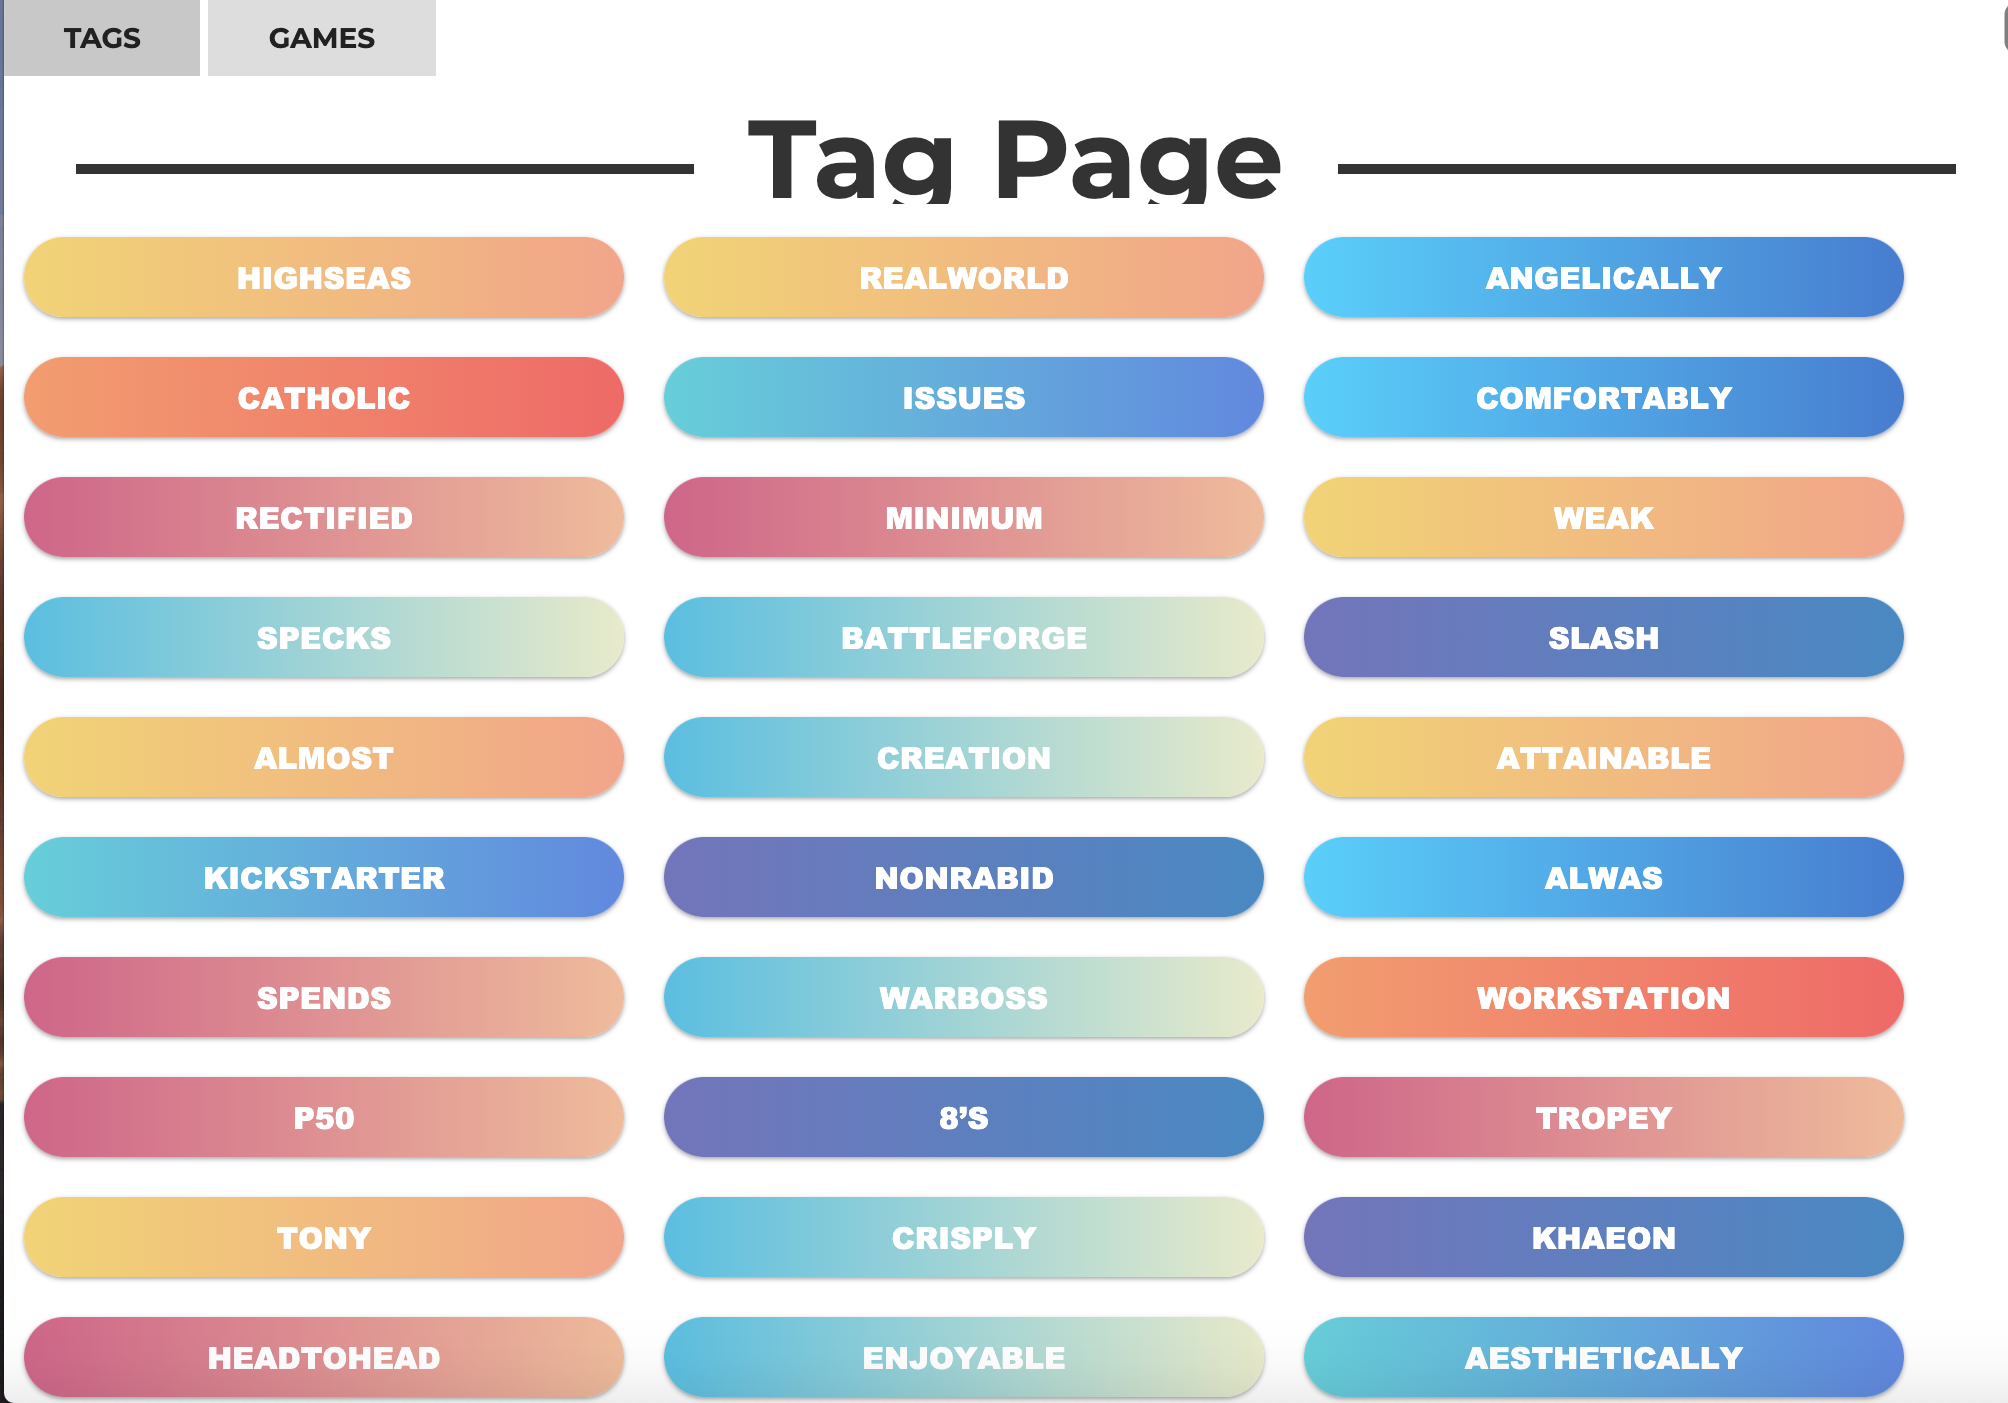 TAGS GAMES
Tag Page
HIGHSEAS REALWORLD ANGELICALLY
CATHOLIC ISSUES COMFORTABLY
RECTIFIED MINIMUM WEAK
SPECKS BATTLEFORGE SLASH
ALMOST CREATION ATTAINABLE
KICKSTARTER NONRABID ALWAS
SPENDS WARBOSS WORKSTATION
P50 8’S TROPEY
TONY CRISPLY KHAEON
HEADTOHEAD ENJOYABLE AESTHETICALLY